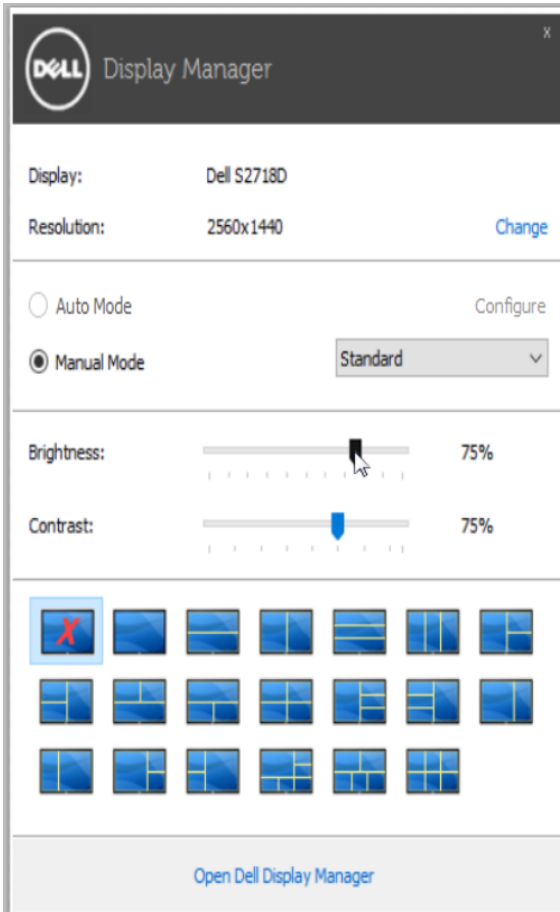 DELL Display Manager X
Display: Dell S2718D
Resolution: 2560x1440 Change
Auto Mode Configure
Manual Mode Standard
Brightness: 75%
Contrast: 75%
Open Dell Display Manager